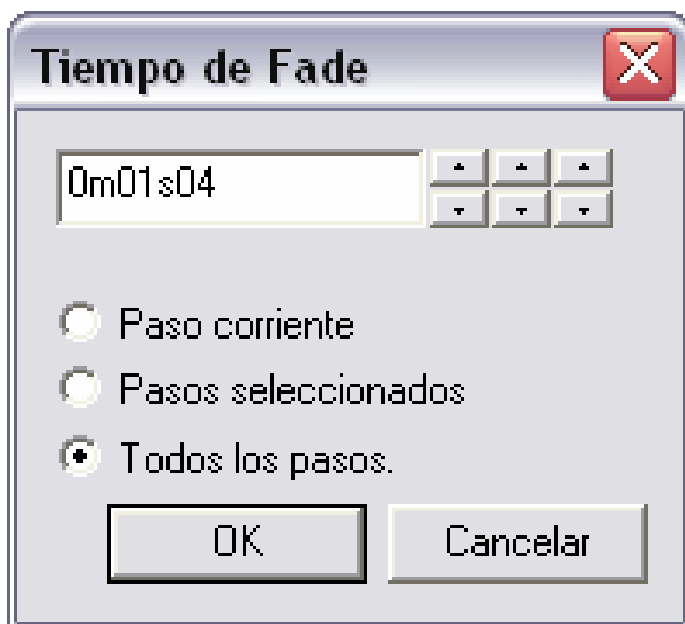 Tiempo de Fade
0m01s04
Paso corriente
Pasos seleccionados
Todos los pasos.
OK
Cancelar